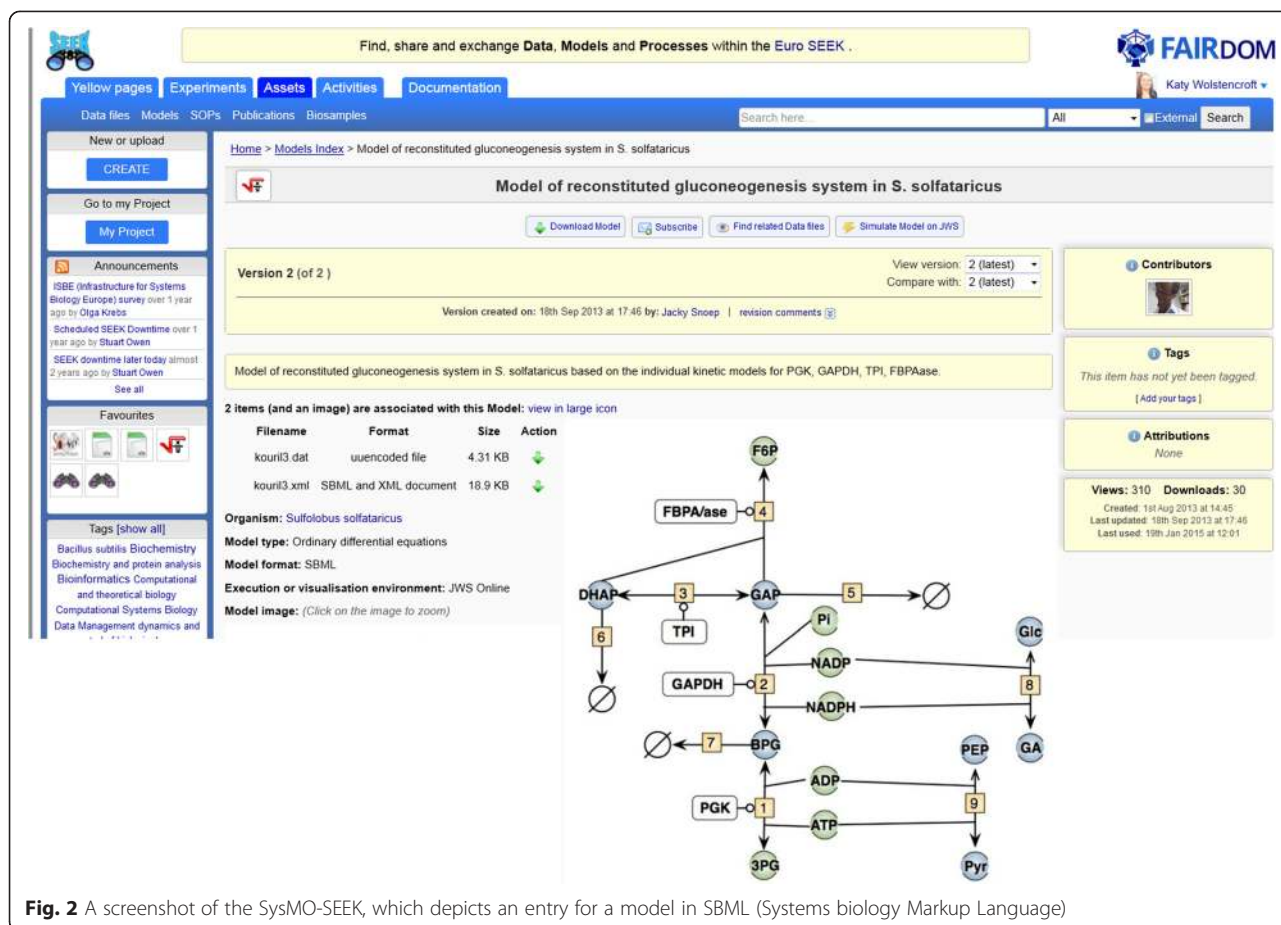 SEEK
Find, share and exchange Data, Models and Processes within the Euro SEEK .
FAIRDOM
Yellow pages Experiments Assets Activities Documentation
Katy Wolstencroft
Data files Models SOPs Publications Biosamples
Search here... All External Search
New or upload
CREATE
Go to my Project
My Project
Announcements
ISBE (Infrastructure for Systems
Biology Europe) survey over 1 year
ago by Olga Krebs
Scheduled SEEK Downtime over 1
year ago by Stuart Owen
SEEK downtime later today almost
2 years ago by Stuart Owen
See all
Favourites
Tags [show all]
Bacillus subtilis Biochemistry
Biochemistry and protein analysis
Bioinformatics Computational
and theoretical biology
Computational Systems Biology
Data Management dynamics and
Home > Models Index > Model of reconstituted gluconeogenesis system in S. solfataricus
Model of reconstituted gluconeogenesis system in S. solfataricus
Download Model Subscribe Find related Data files Simulate Model on JWS
Version 2 (of 2 )
View version: 2 (latest)
Compare with: 2 (latest)
Version created on: 18th Sep 2013 at 17:46 by: Jacky Snoep | revision comments
Model of reconstituted gluconeogenesis system in S. solfataricus based on the individual kinetic models for PGK, GAPDH, TPI, FBPAase.
2 items (and an image) are associated with this Model: view in large icon
Filename Format Size Action
kouril3.dat uuencoded file 4.31 KB
kouril3.xml SBML and XML document 18.9 KB
Organism: Sulfolobus solfataricus
Model type: Ordinary differential equations
Model format: SBML
Execution or visualisation environment: JWS Online
Model image: (Click on the image to zoom)
F6P
FBPA/ase 4
DHAP 3 GAP 5
TPI
6
Pi
Glc
NADP
GAPDH 2
8
NADPH
7 BPG
PEP GA
ADP
PGK 1
9
ATP
3PG
Pyr
Contributors
Tags
This item has not yet been tagged.
[ Add your tags ]
Attributions
None
Views: 310 Downloads: 30
Created: 1st Aug 2013 at 14:45
Last updated: 18th Sep 2013 at 17:46
Last used: 19th Jan 2015 at 12:01
Fig. 2 A screenshot of the SysMO-SEEK, which depicts an entry for a model in SBML (Systems biology Markup Language)